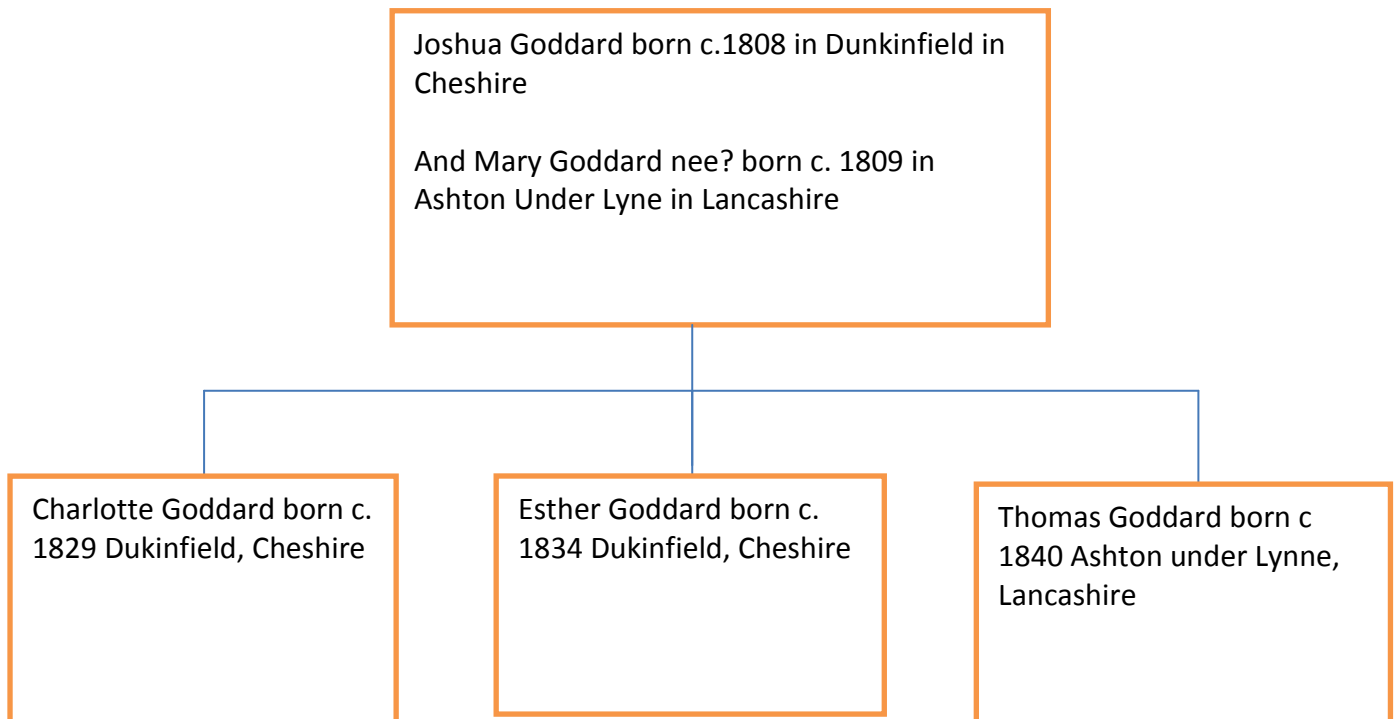 Joshua Goddard born c.1808 in Dunkinfield in
Cheshire
And Mary Goddard nee? born c. 1809 in
Ashton Under Lyne in Lancashire
Charlotte Goddard born c.
1829 Dukinfield, Cheshire
Esther Goddard born c.
1834 Dukinfield, Cheshire
Thomas Goddard born c
1840 Ashton under Lynne,
Lancashire